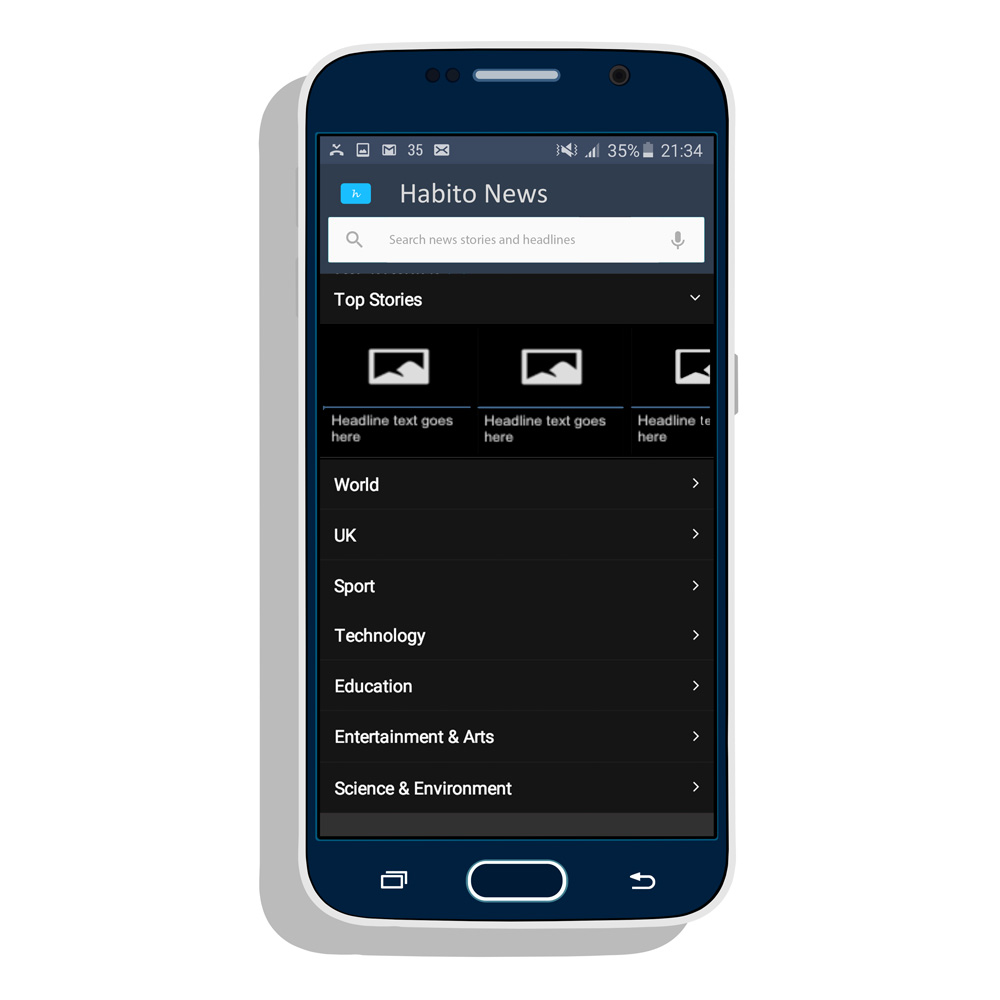 35 35% 21:34
h Habito News
Search news stories and headlines
Top Stories
Headline text goes here
Headline text goes here
Headline te
here
World
UK
Sport
Technology
Education
Entertainment & Arts
Science & Environment